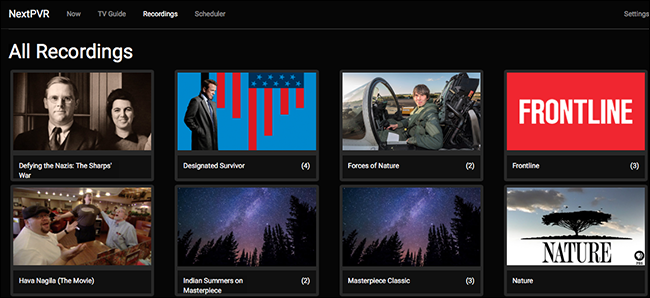 NextPVR Now TV Guide Recordings Scheduler Settings
All Recordings
FRONTLINE
Defying the Nazis: The Sharps'
War
Designated Survivor (4)
Forces of Nature (2)
Frontline (3)
NATURE
PBS
Hava Nagila (The Movie)
Indian Summers on
Masterpiece (2)
Masterpiece Classic (3)
Nature